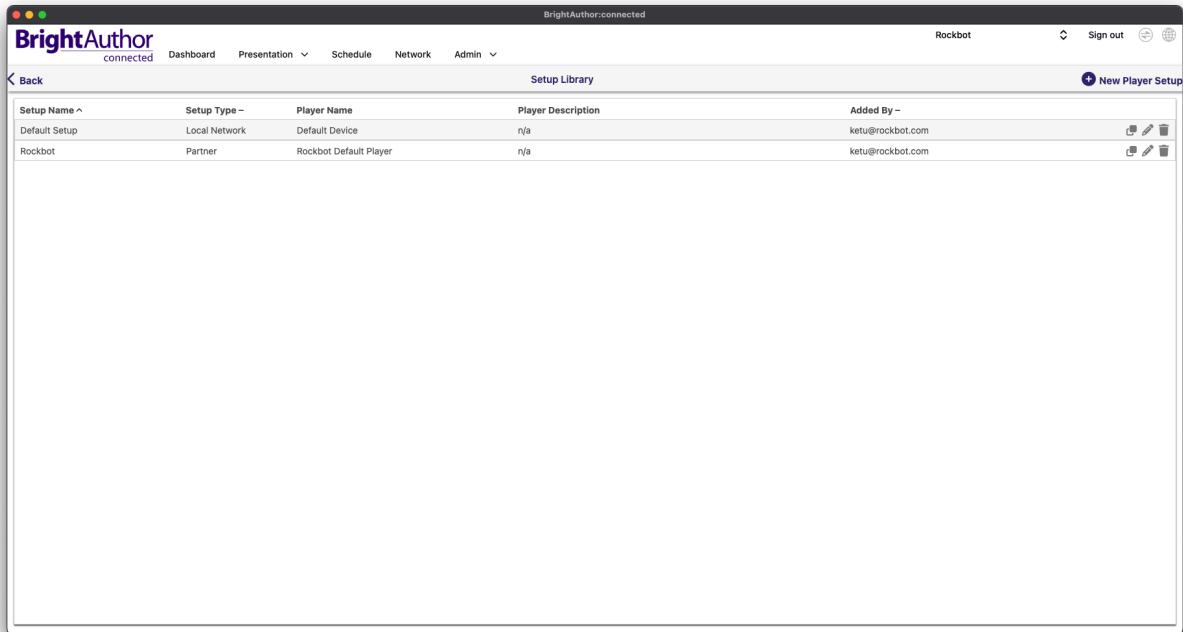 BrightAuthor:connected
BrightAuthor
connected
Dashboard Presentation Schedule Network Admin
Rockbot Sign out
Back Setup Library New Player Setup
Setup Name Setup Type – Player Name Player Description Added By –
Default Setup Local Network Default Device n/a ketu@rockbot.com
Rockbot Partner Rockbot Default Player n/a ketu@rockbot.com